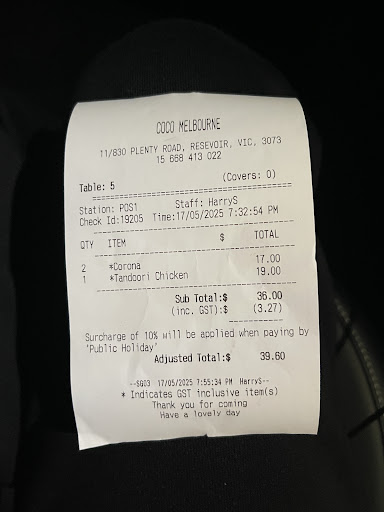 COCO MELBOURNE
11/830 PLENTY ROAD, RESEVOIR, VIC, 3073
15 668 413 022
Table: 5 (Covers: 0)
Station: POS1 Staff: HarryS
Check Id:19205 Time:17/05/2025 7:32:54 PM
QTY ITEM $ TOTAL
2 *Corona 17.00
1 *Tandoori Chicken 19.00
Sub Total:$ 36.00
(inc. GST):$ (3.27)
Surcharge of 10% will be applied when paying by
'Public Holiday'
Adjusted Total:$ 39.60
--SG03 17/05/2025 7:55:34 PM HarryS--
* Indicates GST inclusive item(s)
Thank you for coming
Have a lovely day